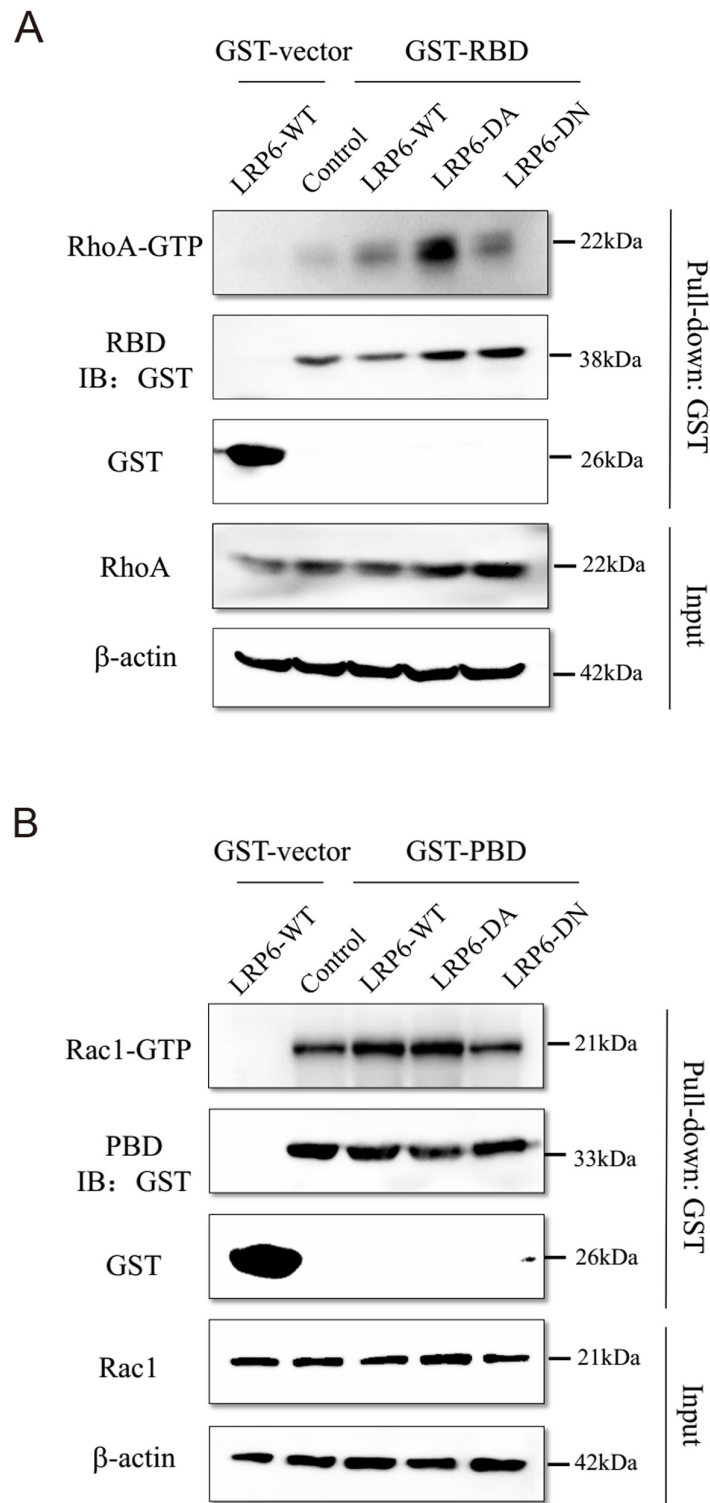 A
GST-vector GST-RBD
LRP6-WT Control LRP6-WT LRP6-DA LRP6-DN
RhoA-GTP 22kDa
RBD
IB：GST 38kDa
GST 26kDa
RhoA 22kDa
β-actin 42kDa
Pull-down: GST
Input
B
GST-vector GST-PBD
LRP6-WT Control LRP6-WT LRP6-DA LRP6-DN
Rac1-GTP 21kDa
PBD
IB：GST 33kDa
GST 26kDa
Rac1 21kDa
β-actin 42kDa
Pull-down: GST
Input